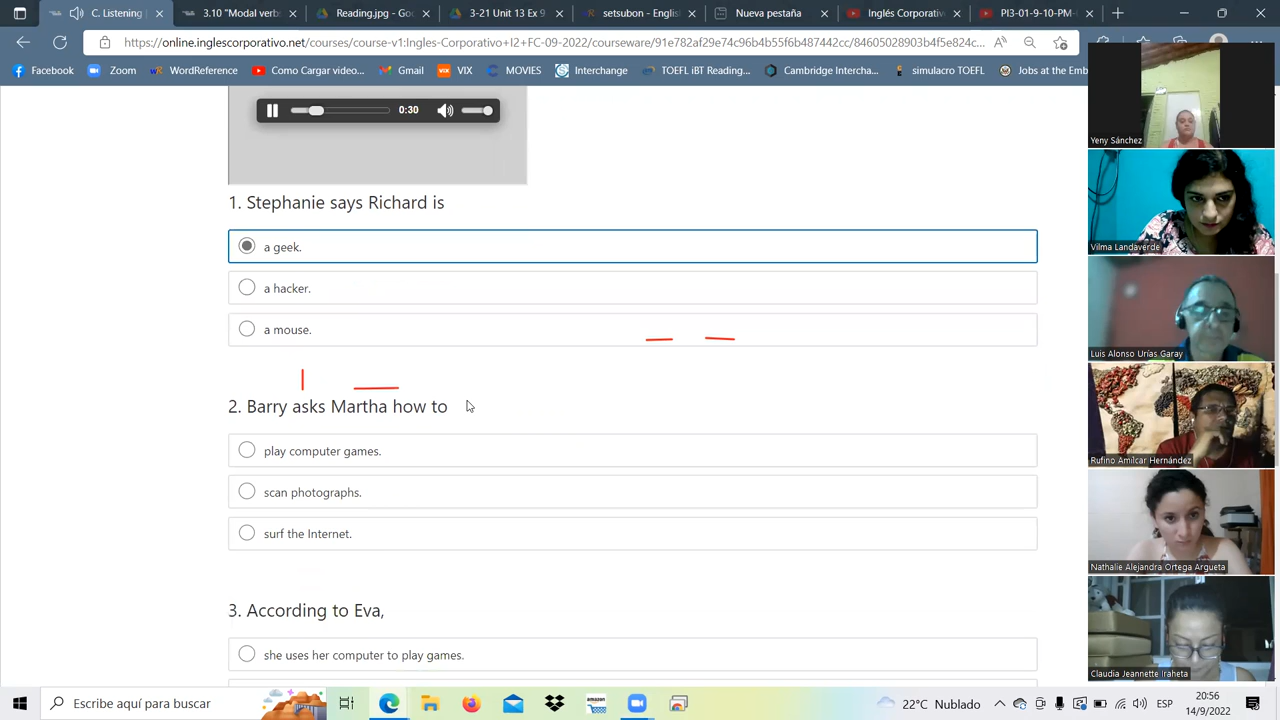 C. Listening
3.10 "Modal verb
Reading.jpg - G
3-21 Unit 13 Ex 9
setsubon - Englis
Nueva pestaña
Inglés Corporativ
PI3-01-9-10-PM-
https://online.inglescorporativo.net/courses/course-v1:Ingles-Corporativo+I2+FC-09-2022/courseware/91e782af29e74c96b4b55f6b487442cc/84605028903b4f5e824c...
Facebook
Zoom
WordReference
Como Cargar video...
Gmail
VIX
MOVIES
Interchange
TOEFL iBT Reading...
Cambridge Intercha...
simulacro TOEFL
Jobs at the Emb
0:30
1. Stephanie says Richard is
a geek.
a hacker.
a mouse.
2. Barry asks Martha how to
play computer games.
scan photographs.
surf the Internet.
3. According to Eva,
she uses her computer to play games.
Yeny Sánchez
Vilma Landaverde
Luis Alonso Urías Garay
Rufino Amilcar Hernández
Nathalie Alejandra Ortega Argueta
Claudia Jeannette Iraheta
Escribe aquí para buscar
amazon
22°C Nublado
ESP
20:56
14/9/2022